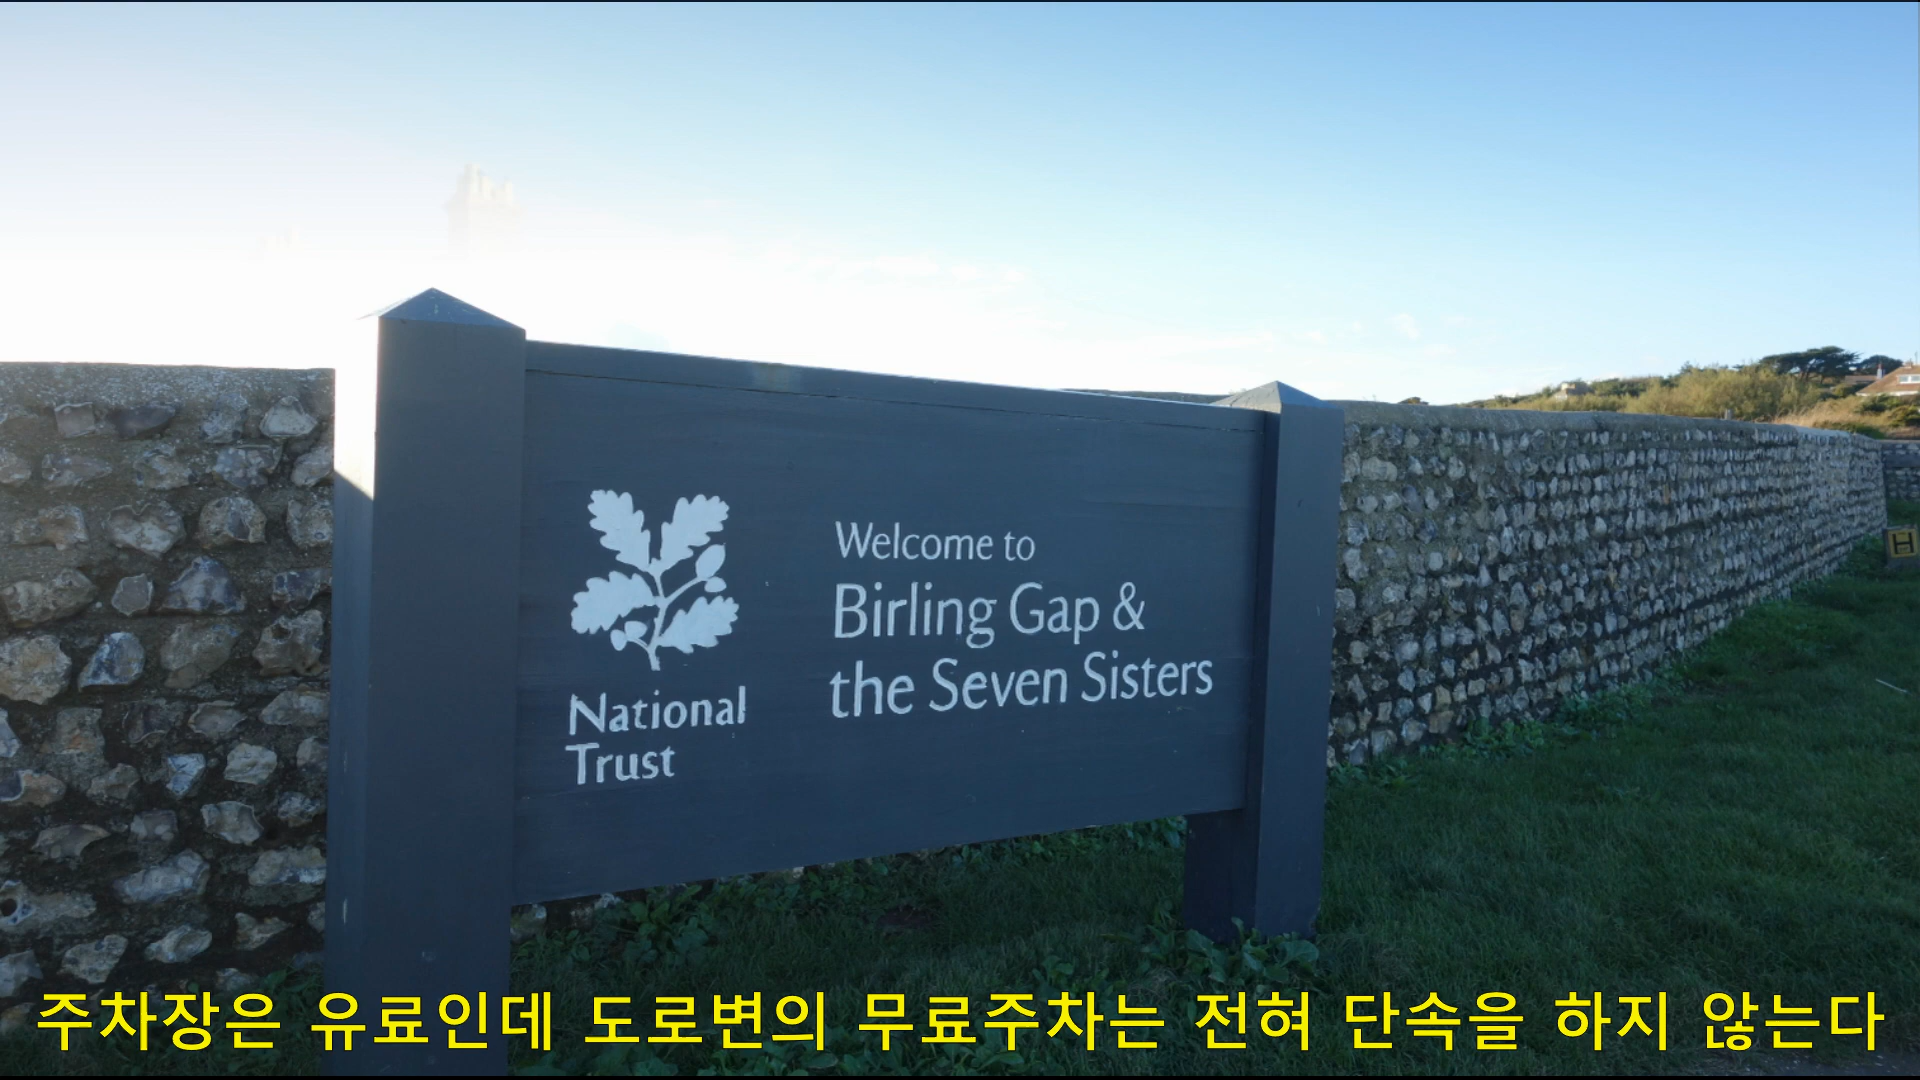 Welcome to
Birling Gap &
the Seven Sisters
National
Trust
H
주차장은 유료인데 도로변의 무료주차는 전혀 단속을 하지 않는다